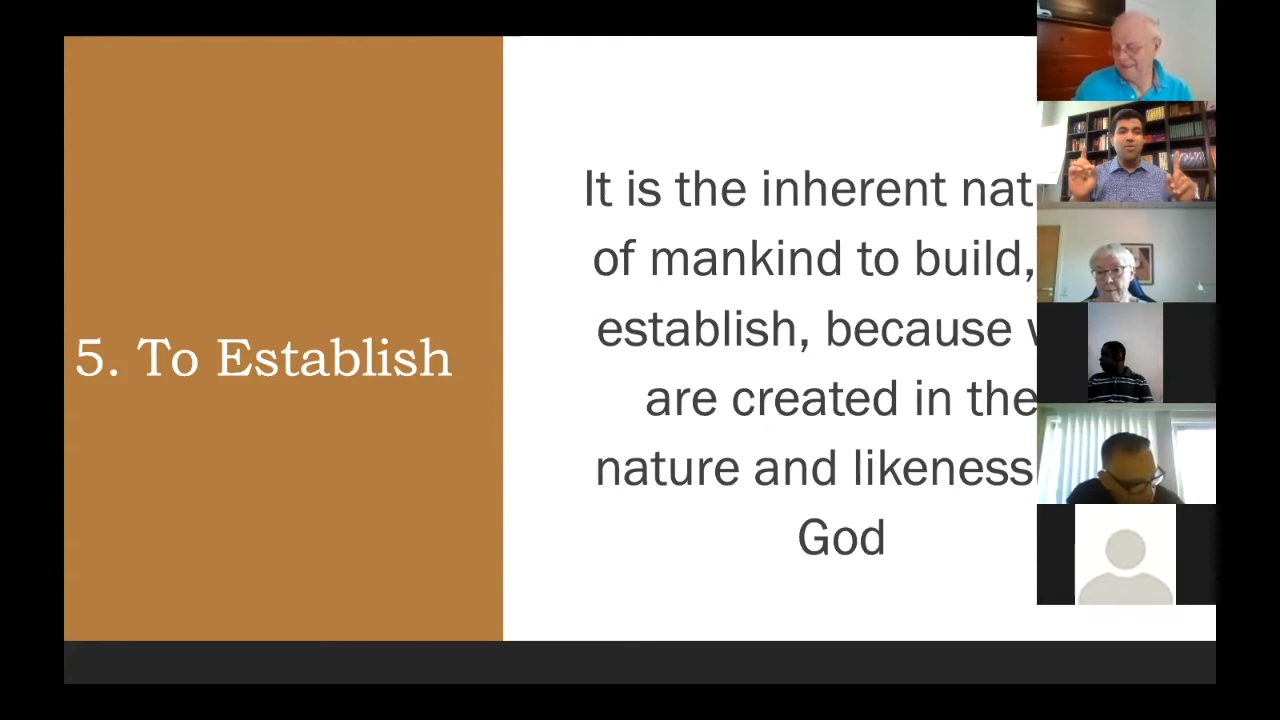 5. To Establish
It is the inherent nat
of mankind to build,
establish, because
are created in the
nature and likeness
God